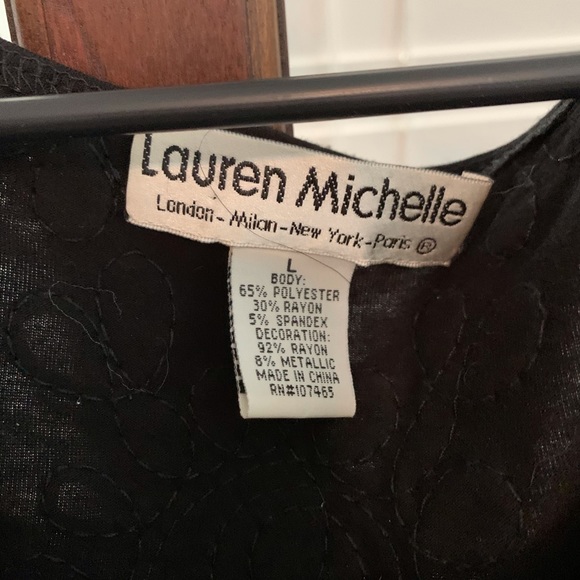 Lauren Michelle
London - Milan - New York - Paris ®
L
BODY:
65% POLYESTER
30% RAYON
5% SPANDEX
DECORATION:
92% RAYON
8% METALLIC
MADE IN CHINA
RN#107465